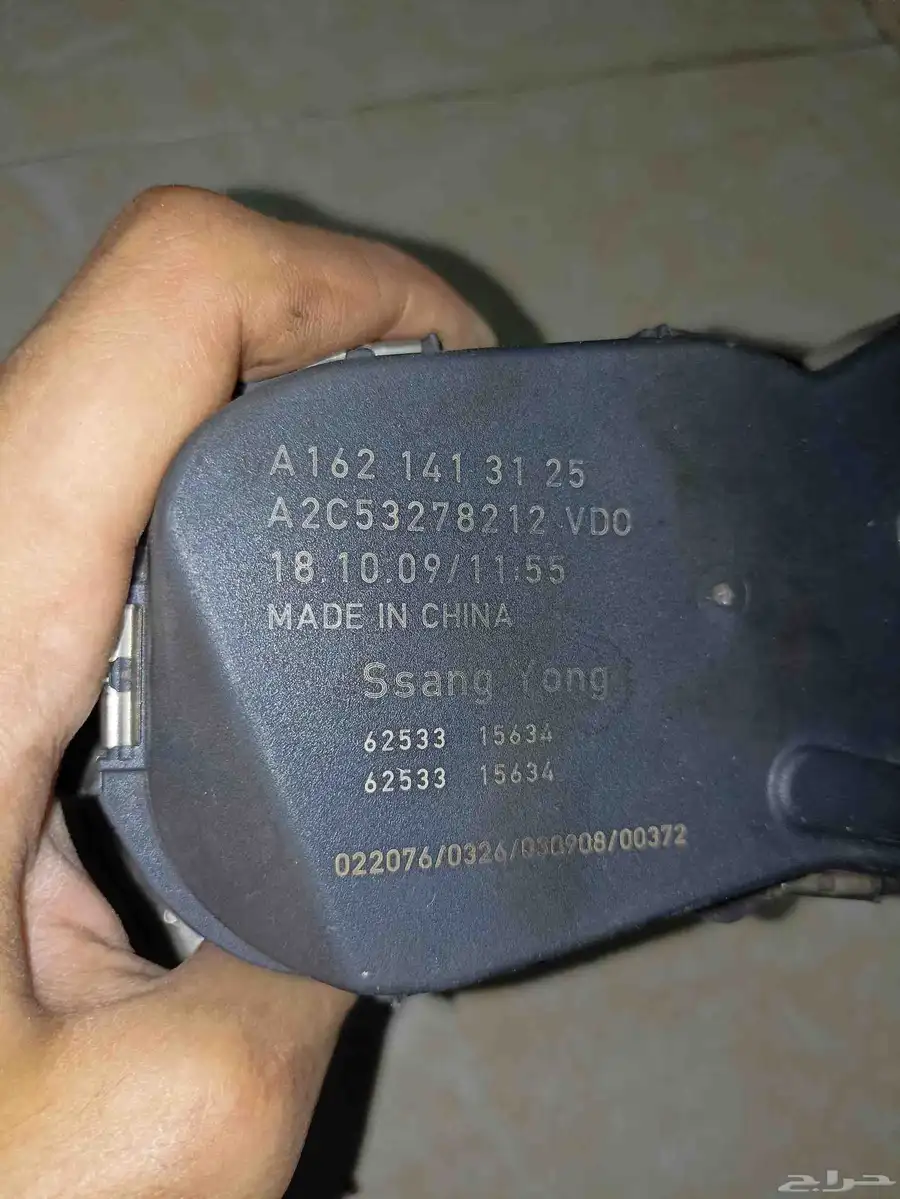 A162 141 31 25
A2C53278212 VDO
18.10.09/11:55
MADE IN CHINA
Ssang Yong
62533 15634
62533 15634
022076/0326/030908/00372
حراج